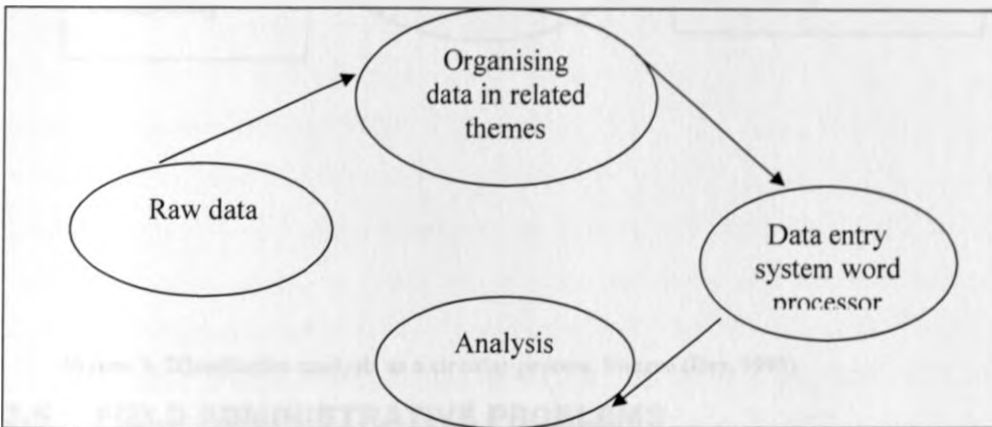 Organising
data in related
themes
Raw data
Data entry
system word
processor
Analysis